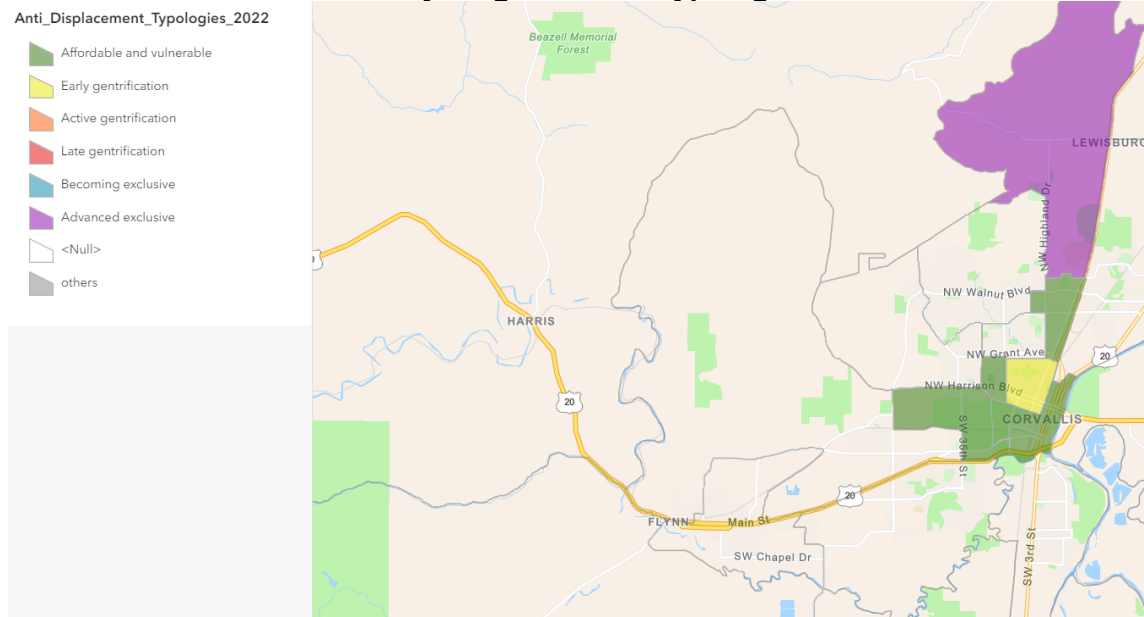 Anti_Displacement_Typologies_2022
Affordable and vulnerable
Early gentrification
Active gentrification
Late gentrification
Becoming exclusive
Advanced exclusive
<Null>
others
Beazell Memorial
Forest
LEWISBURG
NW Highland Dr
NW Walnut Blvd
HARRIS
NW Grant Ave
20
NW Harrison Blvd
20
CORVALLIS
SW 35th St
20
FLYNN
Main St
SW Chapel Dr
SW 3rd St